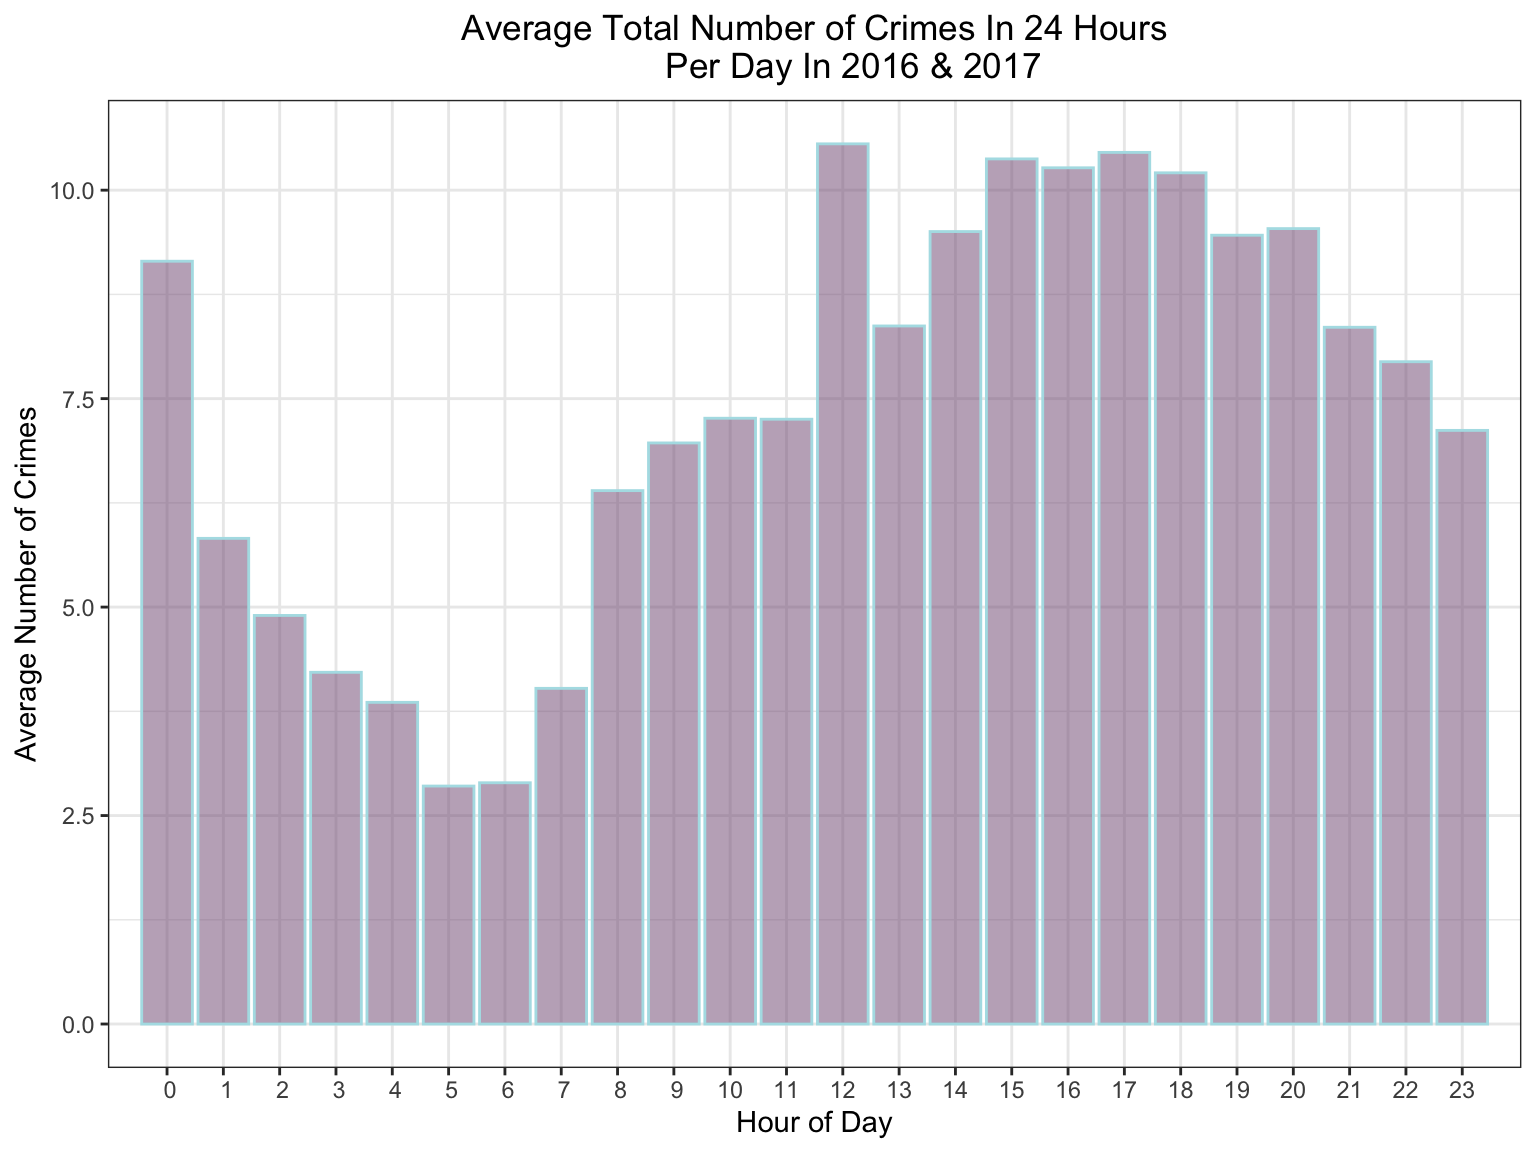 Average Total Number of Crimes In 24 Hours
Per Day In 2016 & 2017
Average Number of Crimes
10.0
7.5
5.0
2.5
0.0
0 1 2 3 4 5 6 7 8 9 10 11 12 13 14 15 16 17 18 19 20 21 22 23
Hour of Day